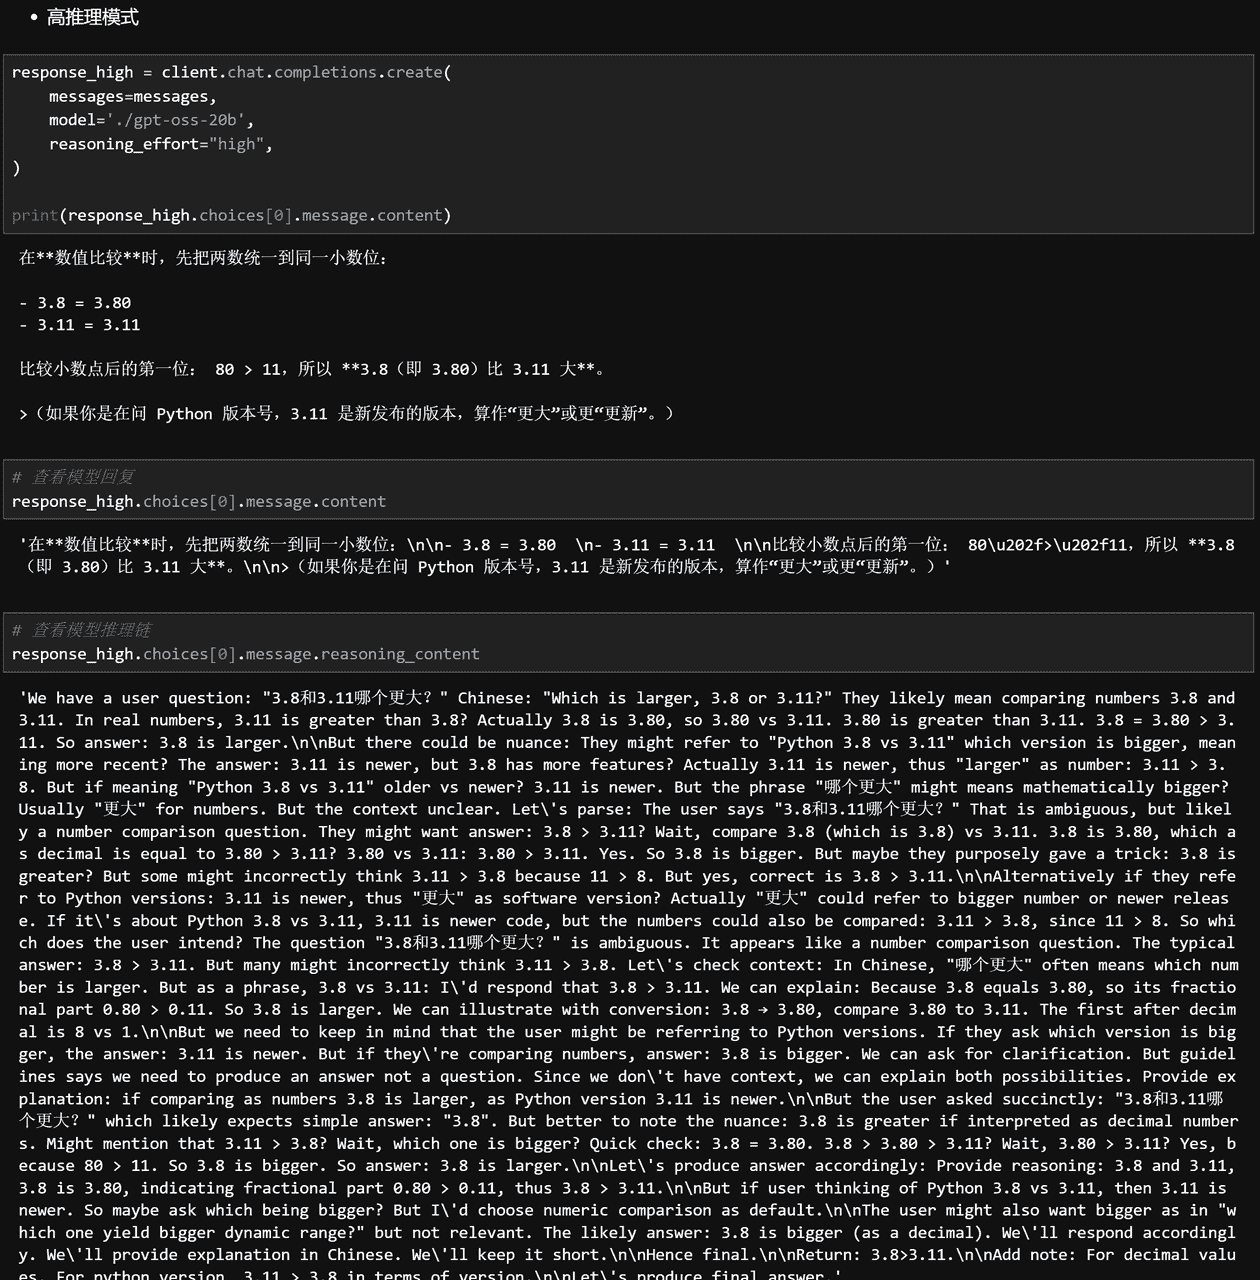 • 高推理模式
response_high = client.chat.completions.create(
    messages=messages,
    model='./gpt-oss-20b',
    reasoning_effort="high",
)
print(response_high.choices[0].message.content)
在**数值比较**时，先把两数统一到同一小数位：
- 3.8 = 3.80
- 3.11 = 3.11
比较小数点后的第一位： 80 > 11，所以 **3.8（即 3.80）比 3.11 大**。
>（如果你是在问 Python 版本号，3.11 是新发布的版本，算作“更大”或更“更新”。）
# 查看模型回复
response_high.choices[0].message.content
'在**数值比较**时，先把两数统一到同一小数位：\n\n- 3.8 = 3.80  \n- 3.11 = 3.11  \n\n比较小数点后的第一位： 80\u202f>\u202f11，所以 **3.8
（即 3.80）比 3.11 大**。\n\n>（如果你是在问 Python 版本号，3.11 是新发布的版本，算作“更大”或更“更新”。）'
# 查看模型推理链
response_high.choices[0].message.reasoning_content
'We have a user question: "3.8和3.11哪个更大？" Chinese: "Which is larger, 3.8 or 3.11?" They likely mean comparing numbers 3.8 and
3.11. In real numbers, 3.11 is greater than 3.8? Actually 3.8 is 3.80, so 3.80 vs 3.11. 3.80 is greater than 3.11. 3.8 = 3.80 > 3.
11. So answer: 3.8 is larger.\n\nBut there could be nuance: They might refer to "Python 3.8 vs 3.11" which version is bigger, mean
ing more recent? The answer: 3.11 is newer, but 3.8 has more features? Actually 3.11 is newer, thus "larger" as number: 3.11 > 3.
8. But if meaning "Python 3.8 vs 3.11" older vs newer? 3.11 is newer. But the phrase "哪个更大" might means mathematically bigger?
Usually "更大" for numbers. But the context unclear. Let\'s parse: The user says "3.8和3.11哪个更大？" That is ambiguous, but likel
y a number comparison question. They might want answer: 3.8 > 3.11? Wait, compare 3.8 (which is 3.8) vs 3.11. 3.8 is 3.80, which a
s decimal is equal to 3.80 > 3.11? 3.80 vs 3.11: 3.80 > 3.11. Yes. So 3.8 is bigger. But maybe they purposely gave a trick: 3.8 is
greater? But some might incorrectly think 3.11 > 3.8 because 11 > 8. But yes, correct is 3.8 > 3.11.\n\nAlternatively if they refe
r to Python versions: 3.11 is newer, thus "更大" as software version? Actually "更大" could refer to bigger number or newer releas
e. If it\'s about Python 3.8 vs 3.11, 3.11 is newer code, but the numbers could also be compared: 3.11 > 3.8, since 11 > 8. So whi
ch does the user intend? The question "3.8和3.11哪个更大？" is ambiguous. It appears like a number comparison question. The typical
answer: 3.8 > 3.11. But many might incorrectly think 3.11 > 3.8. Let\'s check context: In Chinese, "哪个更大" often means which num
ber is larger. But as a phrase, 3.8 vs 3.11: I\'d respond that 3.8 > 3.11. We can explain: Because 3.8 equals 3.80, so its fractio
nal part 0.80 > 0.11. So 3.8 is larger. We can illustrate with conversion: 3.8 → 3.80, compare 3.80 to 3.11. The first after decim
al is 8 vs 1.\n\nBut we need to keep in mind that the user might be referring to Python versions. If they ask which version is big
ger, the answer: 3.11 is newer. But if they\'re comparing numbers, answer: 3.8 is bigger. We can ask for clarification. But guidel
ines says we need to produce an answer not a question. Since we don\'t have context, we can explain both possibilities. Provide ex
planation: if comparing as numbers 3.8 is larger, as Python version 3.11 is newer.\n\nBut the user asked succinctly: "3.8和3.11哪
个更大？" which likely expects simple answer: "3.8". But better to note the nuance: 3.8 is greater if interpreted as decimal number
s. Might mention that 3.11 > 3.8? Wait, which one is bigger? Quick check: 3.8 = 3.80. 3.8 > 3.80 > 3.11? Wait, 3.80 > 3.11? Yes, b
ecause 80 > 11. So 3.8 is bigger. So answer: 3.8 is larger.\n\nLet\'s produce answer accordingly: Provide reasoning: 3.8 and 3.11,
3.8 is 3.80, indicating fractional part 0.80 > 0.11, thus 3.8 > 3.11.\n\nBut if user thinking of Python 3.8 vs 3.11, then 3.11 is
newer. So maybe ask which being bigger? But I\'d choose numeric comparison as default.\n\nThe user might also want bigger as in "w
hich one yield bigger dynamic range?" but not relevant. The likely answer: 3.8 is bigger (as a decimal). We\'ll respond accordingl
y. We\'ll provide explanation in Chinese. We\'ll keep it short.\n\nHence final.\n\nReturn: 3.8>3.11.\n\nAdd note: For decimal valu
es. For python version, 3.11 > 3.8 in terms of version.\n\nLet\'s produce final answer.'